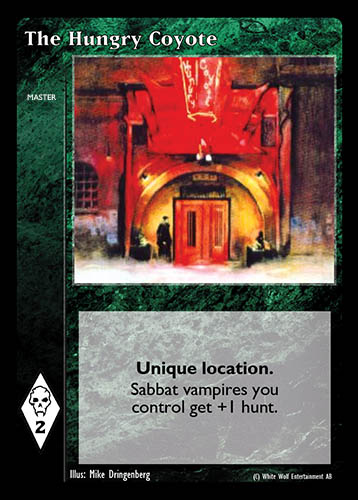 The Hungry Coyote
MASTER
Unique location.
Sabbat vampires you
control get +1 hunt.
2
Illus: Mike Dringenberg
(C) White Wolf Entertainment AB